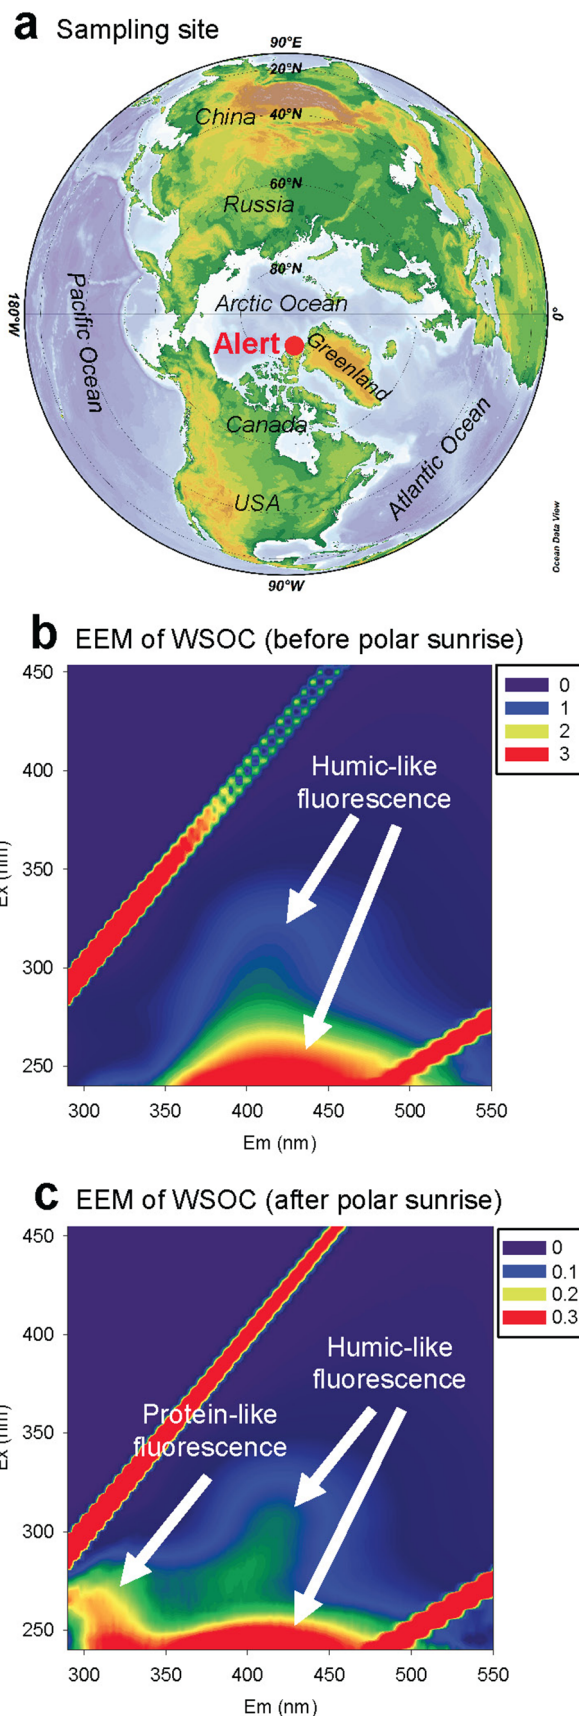 a Sampling site
90°E
20°N
China
40°N
60°N
Russia
80°N
180°W
Pacific Ocean
Arctic Ocean
0°
Alert
Greenland
Canada
Atlantic Ocean
USA
Ocean Data View
90°W
b EEM of WSOC (before polar sunrise)
450
400
350
300
250
Ex (nm)
0
1
2
3
Humic-like
fluorescence
300 350 400 450 500 550
Em (nm)
c EEM of WSOC (after polar sunrise)
450
400
350
300
250
Ex (nm)
0
0.1
0.2
0.3
Humic-like
fluorescence
Protein-like
fluorescence
300 350 400 450 500 550
Em (nm)